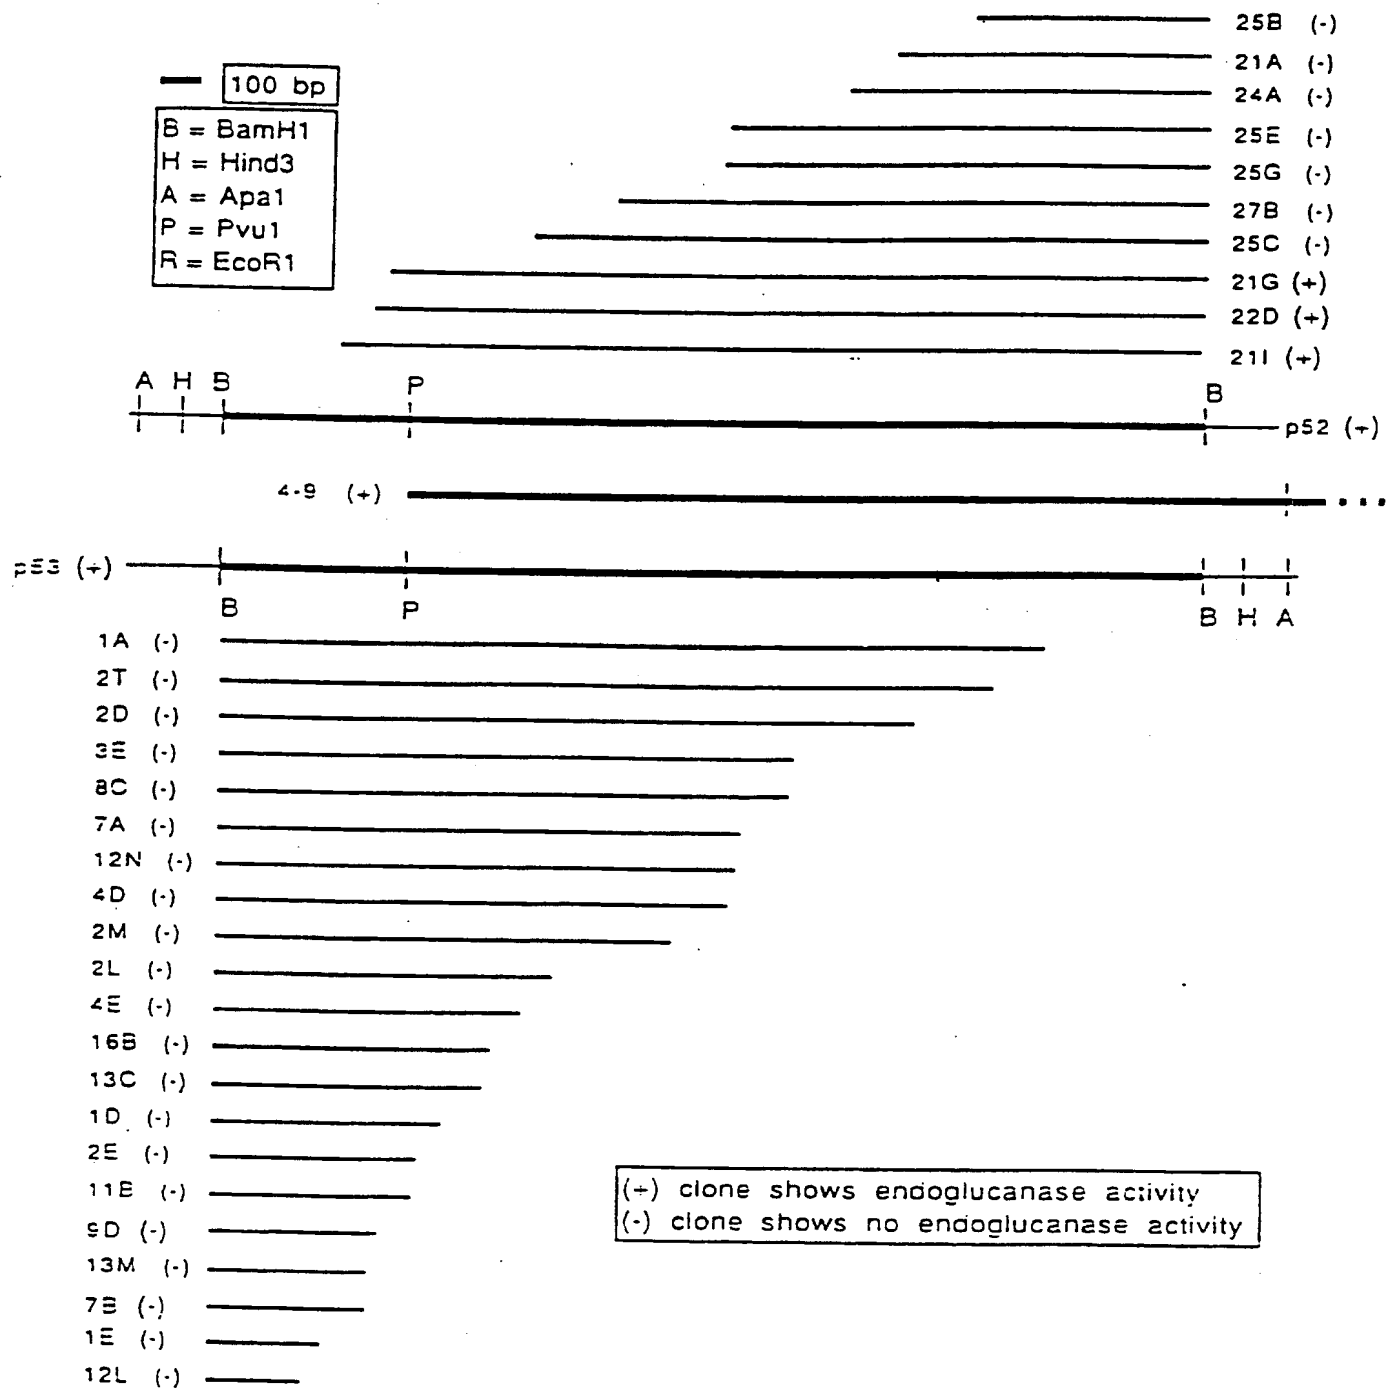 25B (-)
21A (-)
24A (-)
25E (-)
25G (-)
27B (-)
25C (-)
21G (+)
22D (+)
21I (+)
100 bp
B = BamH1
H = Hind3
A = Apa1
P = Pvu1
R = EcoR1
A H B P B
p52 (+)
4-9 (+)
...
(+)
B P B H A
1A (-)
2T (-)
2D (-)
3E (-)
8C (-)
7A (-)
12N (-)
4D (-)
2M (-)
2L (-)
4E (-)
16B (-)
13C (-)
1D (-)
2E (-)
11E (-)
9D (-)
13M (-)
7B (-)
1E (-)
12L (-)
(+) clone shows endoglucanase activity
(-) clone shows no endoglucanase activity